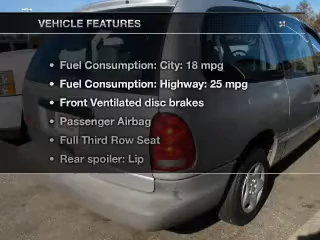 VEHICLE FEATURES
• Fuel Consumption: City: 18 mpg
• Fuel Consumption: Highway: 25 mpg
• Front Ventilated disc brakes
• Passenger Airbag
• Full Third Row Seat
• Rear spoiler: Lip